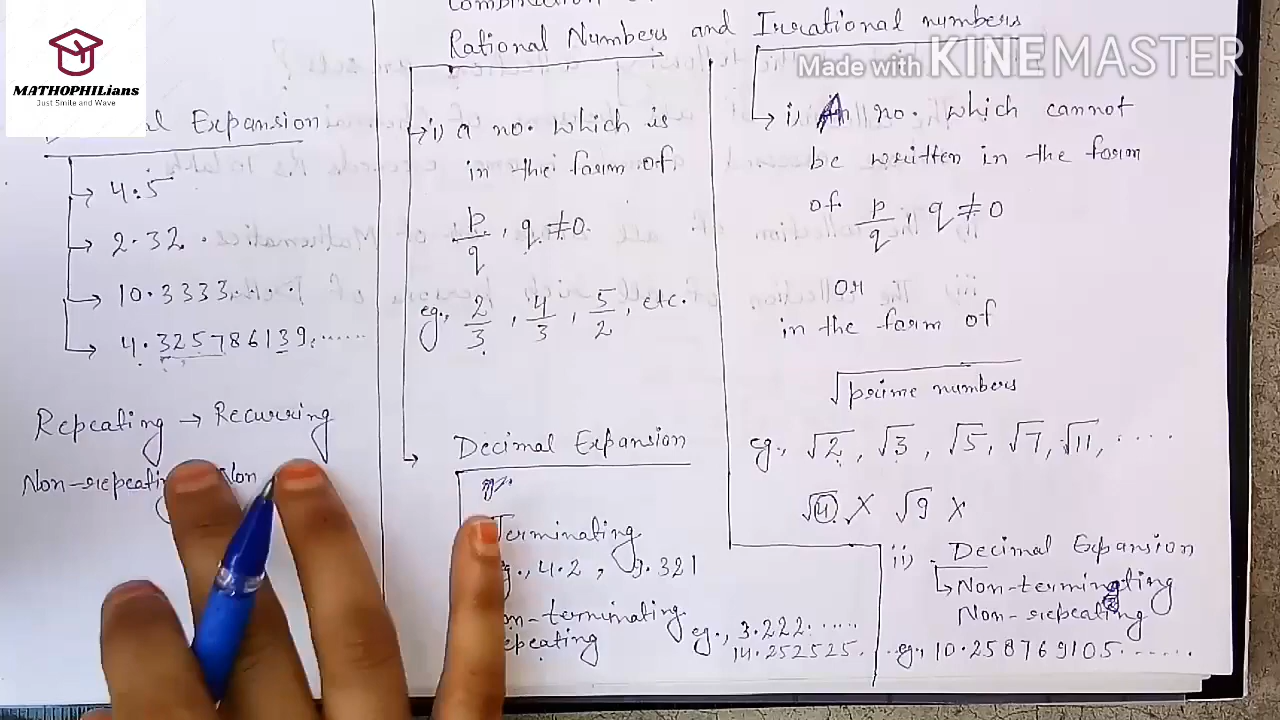 MATHOPHILians
Just Smile and Wave
Made with KINEMASTER
Rational Numbers and Irrational numbers
Expansion
4.5
2.32
10.3333.....
4.325786139.......
Repeating → Recurring
Non-repeating Non
i) a no. which is
in the form of
p/q , q ≠ 0
eg., 2/3 , 4/3 , 5/2 , etc.
Decimal Expansion
Terminating
4.2 , 9.321
Non-terminating
repeating
eg., 3.222.....
14.252525.
i) A no. which cannot
be written in the form
of p/q , q ≠ 0
OR
in the form of
√prime numbers
eg., √2 , √3 , √5 , √7 , √11 , .....
√4 X √9 X
ii) Decimal Expansion
Non-terminating
Non-repeating
eg., 10.258769105......